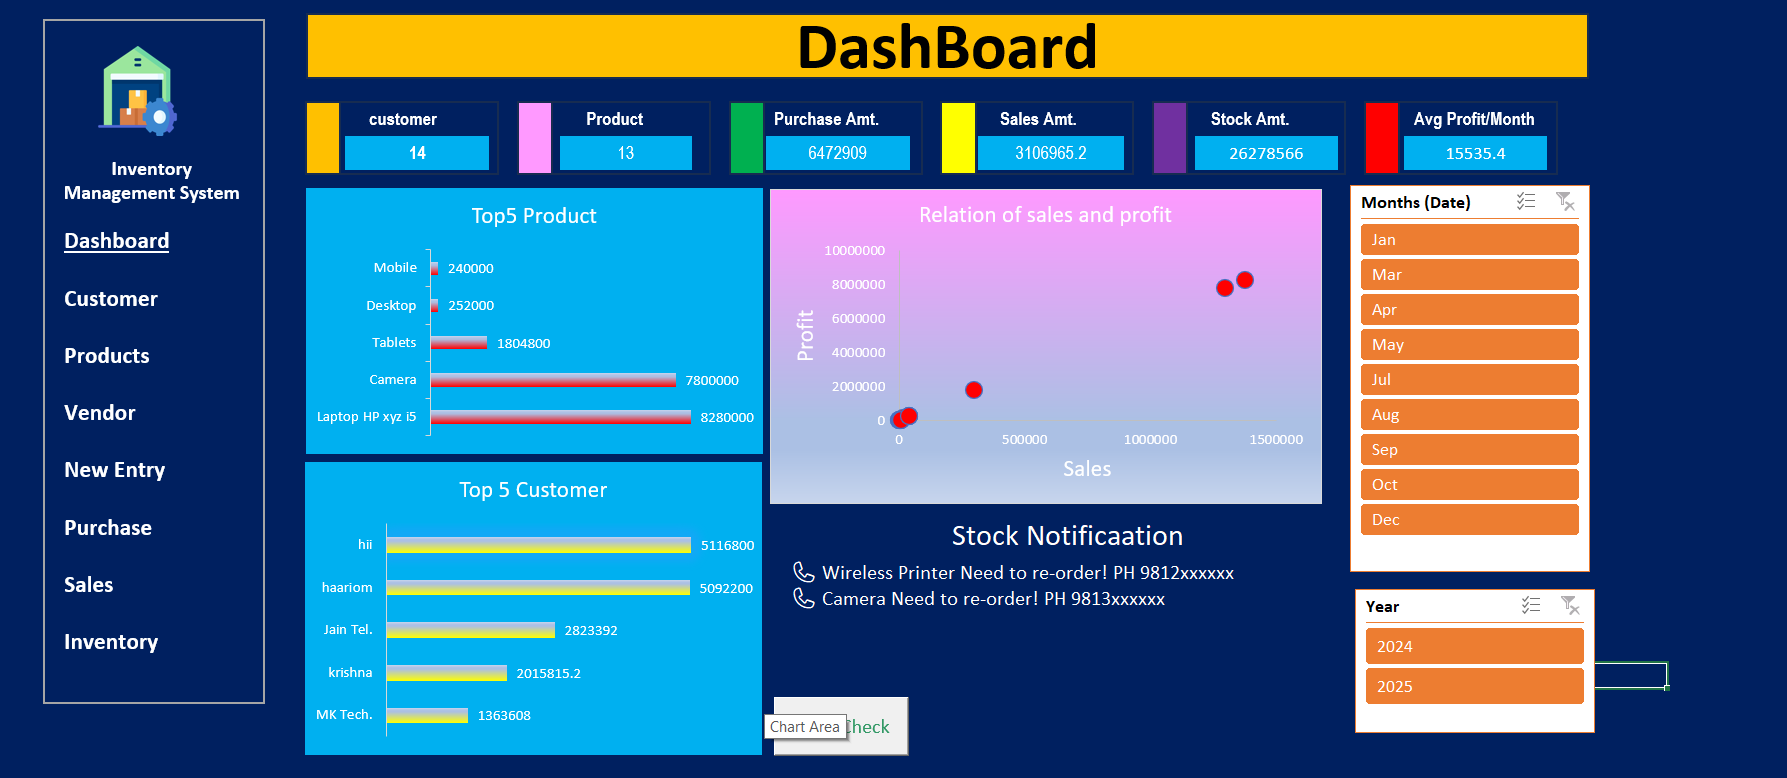 DashBoard
Inventory
Management System
Dashboard
Customer
Products
Vendor
New Entry
Purchase
Sales
Inventory
customer
14
Product
13
Purchase Amt.
6472909
Sales Amt.
3106965.2
Stock Amt.
26278566
Avg Profit/Month
15535.4
Top5 Product
Mobile 240000
Desktop 252000
Tablets 1804800
Camera 7800000
Laptop HP xyz i5 8280000
Relation of sales and profit
Profit
10000000
8000000
6000000
4000000
2000000
0
0 500000 1000000 1500000
Sales
Months (Date)
Jan
Mar
Apr
May
Jul
Aug
Sep
Oct
Dec
Top 5 Customer
hii 5116800
haariom 5092200
Jain Tel. 2823392
krishna 2015815.2
MK Tech. 1363608
Stock Notificaation
Wireless Printer Need to re-order! PH 9812xxxxxx
Camera Need to re-order! PH 9813xxxxxx
Chart Area
Check
Year
2024
2025